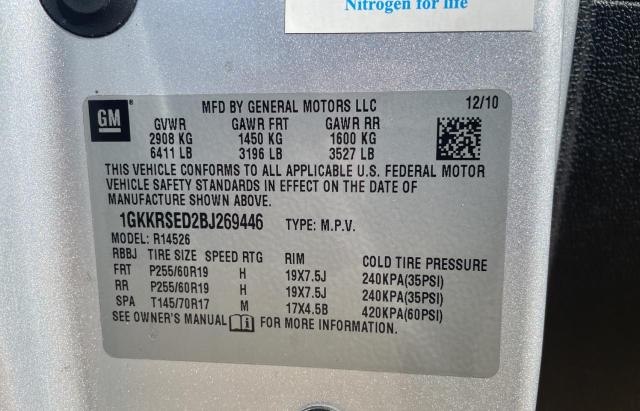 Nitrogen for life
GM
MFD BY GENERAL MOTORS LLC 12/10
GVWR GAWR FRT GAWR RR
2908 KG 1450 KG 1600 KG
6411 LB 3196 LB 3527 LB
THIS VEHICLE CONFORMS TO ALL APPLICABLE U.S. FEDERAL MOTOR
VEHICLE SAFETY STANDARDS IN EFFECT ON THE DATE OF
MANUFACTURE SHOWN ABOVE.
1GKKRSED2BJ269446 TYPE: M.P.V.
MODEL: R14526
RBBJ TIRE SIZE SPEED RTG RIM COLD TIRE PRESSURE
FRT P255/60R19 H 19X7.5J 240KPA(35PSI)
RR P255/60R19 H 19X7.5J 240KPA(35PSI)
SPA T145/70R17 M 17X4.5B 420KPA(60PSI)
SEE OWNER'S MANUAL i FOR MORE INFORMATION.